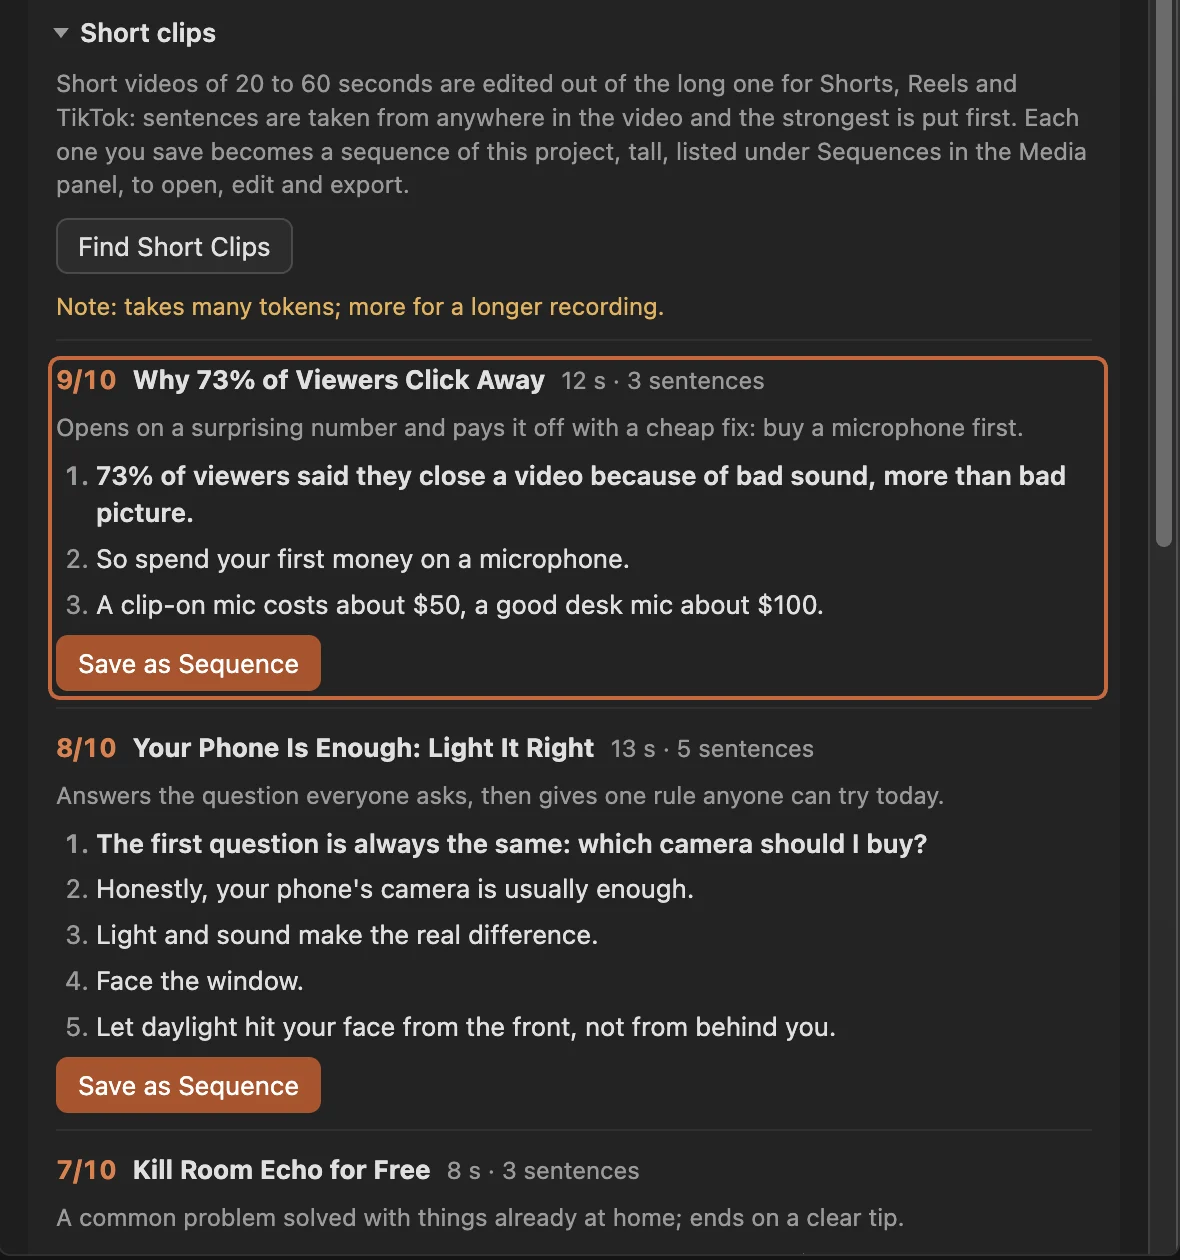 Short clips
Short videos of 20 to 60 seconds are edited out of the long one for Shorts, Reels and
TikTok: sentences are taken from anywhere in the video and the strongest is put first. Each
one you save becomes a sequence of this project, tall, listed under Sequences in the Media
panel, to open, edit and export.
Find Short Clips
Note: takes many tokens; more for a longer recording.
9/10 Why 73% of Viewers Click Away 12 s · 3 sentences
Opens on a surprising number and pays it off with a cheap fix: buy a microphone first.
1. 73% of viewers said they close a video because of bad sound, more than bad
picture.
2. So spend your first money on a microphone.
3. A clip-on mic costs about $50, a good desk mic about $100.
Save as Sequence
8/10 Your Phone Is Enough: Light It Right 13 s · 5 sentences
Answers the question everyone asks, then gives one rule anyone can try today.
1. The first question is always the same: which camera should I buy?
2. Honestly, your phone's camera is usually enough.
3. Light and sound make the real difference.
4. Face the window.
5. Let daylight hit your face from the front, not from behind you.
Save as Sequence
7/10 Kill Room Echo for Free 8 s · 3 sentences
A common problem solved with things already at home; ends on a clear tip.